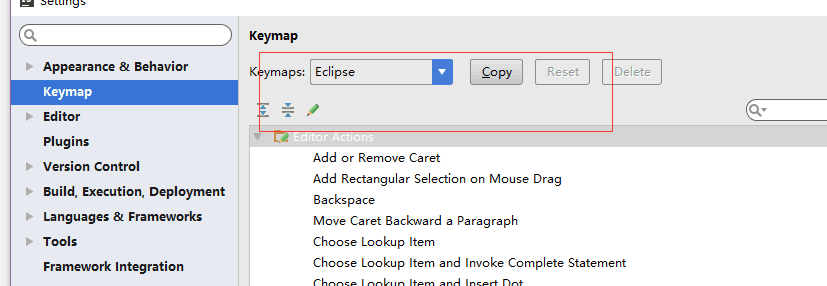 Settings
Keymap
Appearance & Behavior
Keymap
Editor
Plugins
Version Control
Build, Execution, Deployment
Languages & Frameworks
Tools
Framework Integration
Keymaps: Eclipse Copy Reset Delete
Editor Actions
Add or Remove Caret
Add Rectangular Selection on Mouse Drag
Backspace
Move Caret Backward a Paragraph
Choose Lookup Item
Choose Lookup Item and Invoke Complete Statement
Choose Lookup Item and Insert Dot